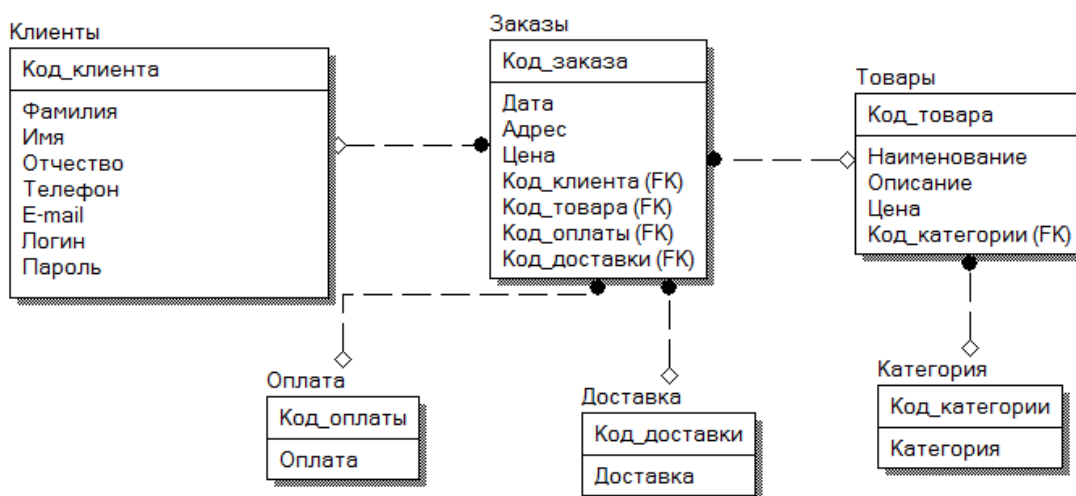 Клиенты
Код_клиента
Фамилия
Имя
Отчество
Телефон
E-mail
Логин
Пароль
Заказы
Код_заказа
Дата
Адрес
Цена
Код_клиента (FK)
Код_товара (FK)
Код_оплаты (FK)
Код_доставки (FK)
Товары
Код_товара
Наименование
Описание
Цена
Код_категории (FK)
Оплата
Код_оплаты
Оплата
Доставка
Код_доставки
Доставка
Категория
Код_категории
Категория